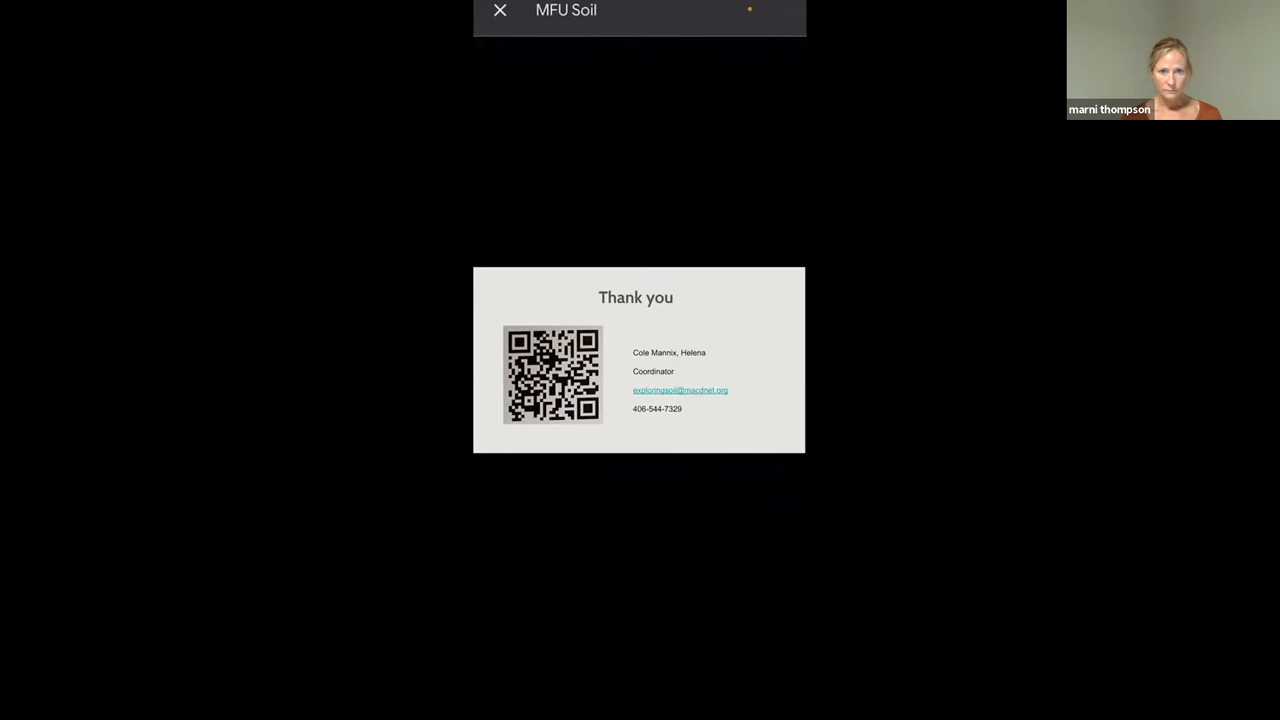 MFU Soil
marni thompson
Thank you
Cole Mannix, Helena
Coordinator
exploringsoil@macdnet.org
406-544-7329